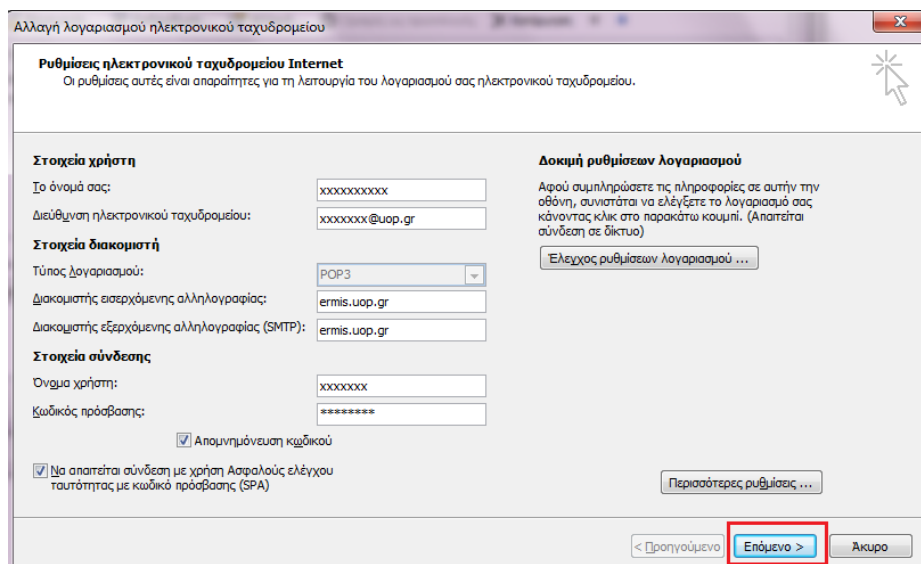 Αλλαγή λογαριασμού ηλεκτρονικού ταχυδρομείου
Ρυθμίσεις ηλεκτρονικού ταχυδρομείου Internet
Οι ρυθμίσεις αυτές είναι απαραίτητες για τη λειτουργία του λογαριασμού σας ηλεκτρονικού ταχυδρομείου.
Στοιχεία χρήστη
Το όνομά σας:
xxxxxxxxxx
Διεύθυνση ηλεκτρονικού ταχυδρομείου:
xxxxxxx@uop.gr
Στοιχεία διακομιστή
Τύπος λογαριασμού:
POP3
Διακομιστής εισερχόμενης αλληλογραφίας:
ermis.uop.gr
Διακομιστής εξερχόμενης αλληλογραφίας (SMTP):
ermis.uop.gr
Στοιχεία σύνδεσης
Όνομα χρήστη:
xxxxxxx
Κωδικός πρόσβασης:
********
Απομνημόνευση κωδικού
Να απαιτείται σύνδεση με χρήση Ασφαλούς ελέγχου
ταυτότητας με κωδικό πρόσβασης (SPA)
Δοκιμή ρυθμίσεων λογαριασμού
Αφού συμπληρώσετε τις πληροφορίες σε αυτήν την
οθόνη, συνιστάται να ελέγξετε το λογαριασμό σας
κάνοντας κλικ στο παρακάτω κουμπί. (Απαιτείται
σύνδεση σε δίκτυο)
Έλεγχος ρυθμίσεων λογαριασμού ...
Περισσότερες ρυθμίσεις ...
< Προηγούμενο
Επόμενο >
Άκυρο